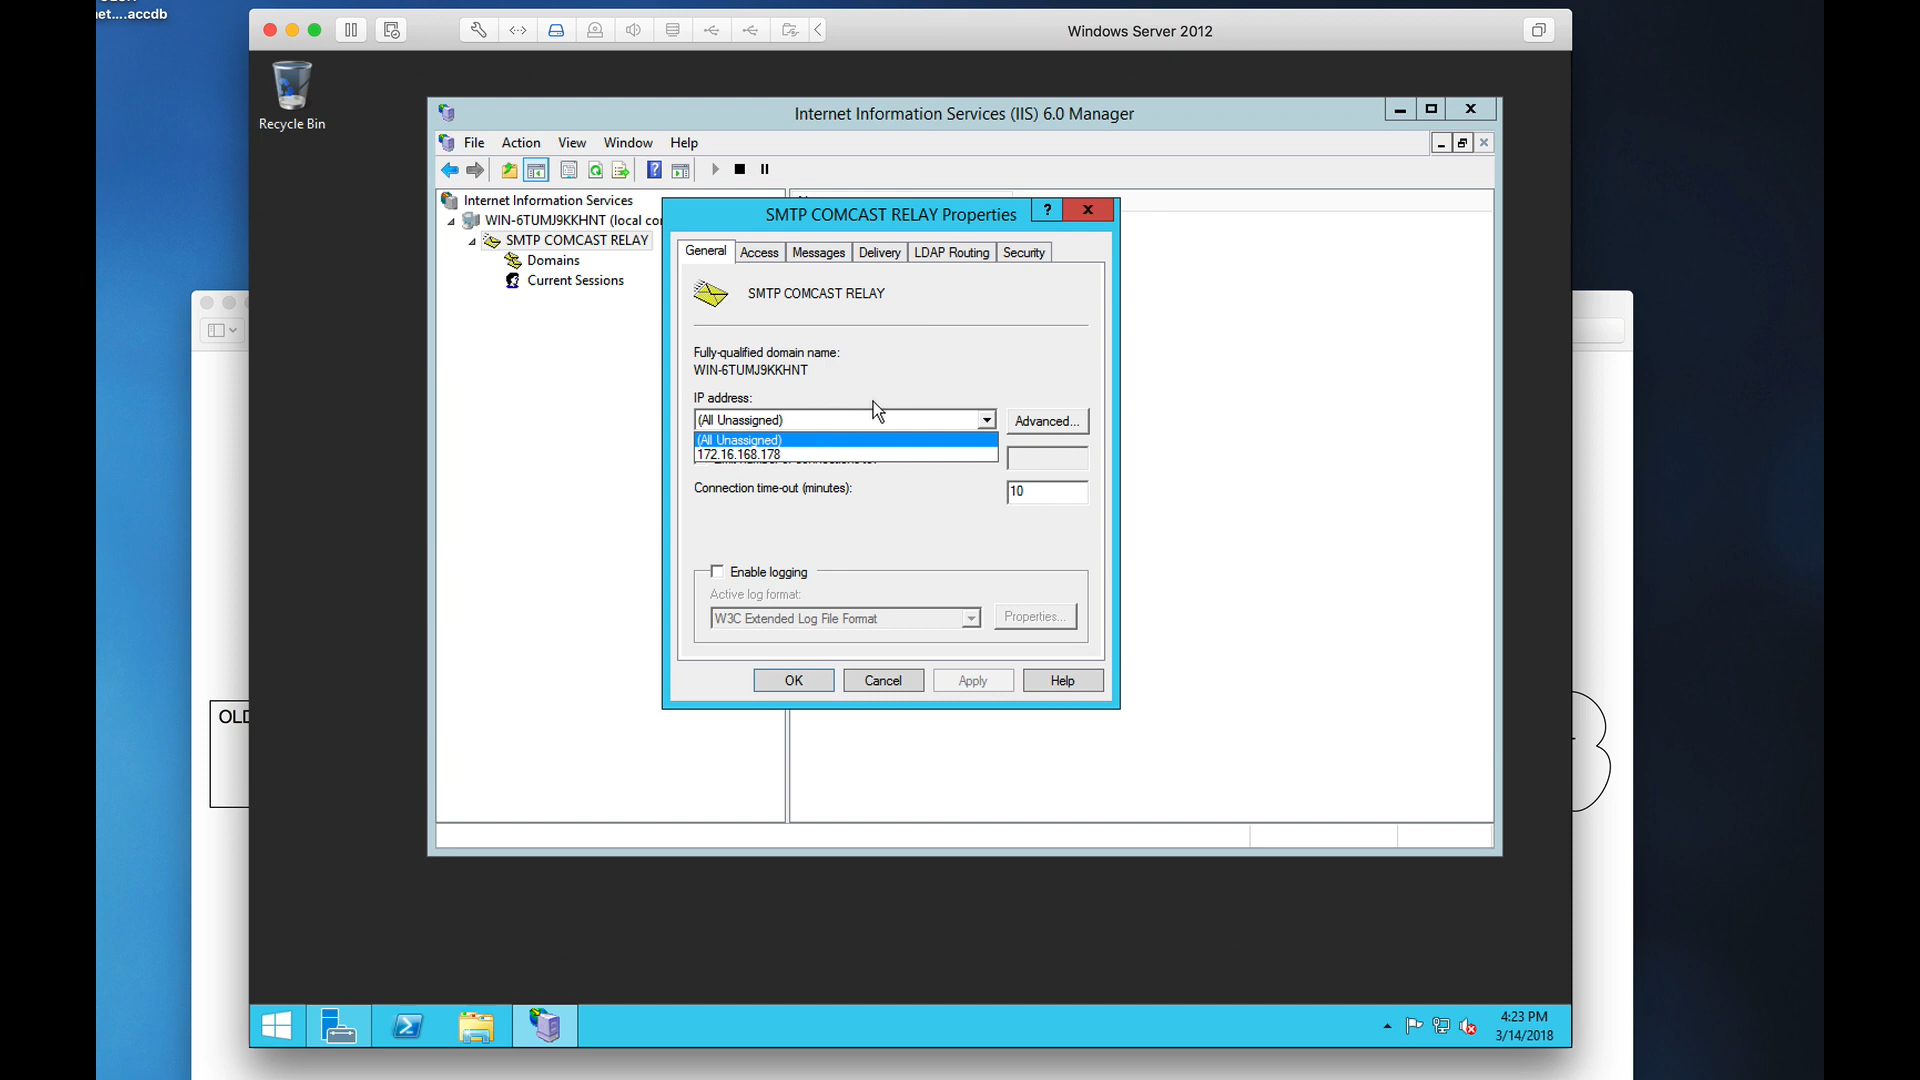 et....accdb
Windows Server 2012
Recycle Bin
Internet Information Services (IIS) 6.0 Manager
File Action View Window Help
Internet Information Services
WIN-6TUMJ9KKHNT (local co
SMTP COMCAST RELAY
Domains
Current Sessions
SMTP COMCAST RELAY Properties
?
General Access Messages Delivery LDAP Routing Security
SMTP COMCAST RELAY
Fully-qualified domain name:
WIN-6TUMJ9KKHNT
IP address:
(All Unassigned)
Advanced...
(All Unassigned)
172.16.168.178
Connection time-out (minutes):
10
Enable logging
Active log format:
W3C Extended Log File Format
Properties...
OK Cancel Apply Help
OLD
4:23 PM
3/14/2018